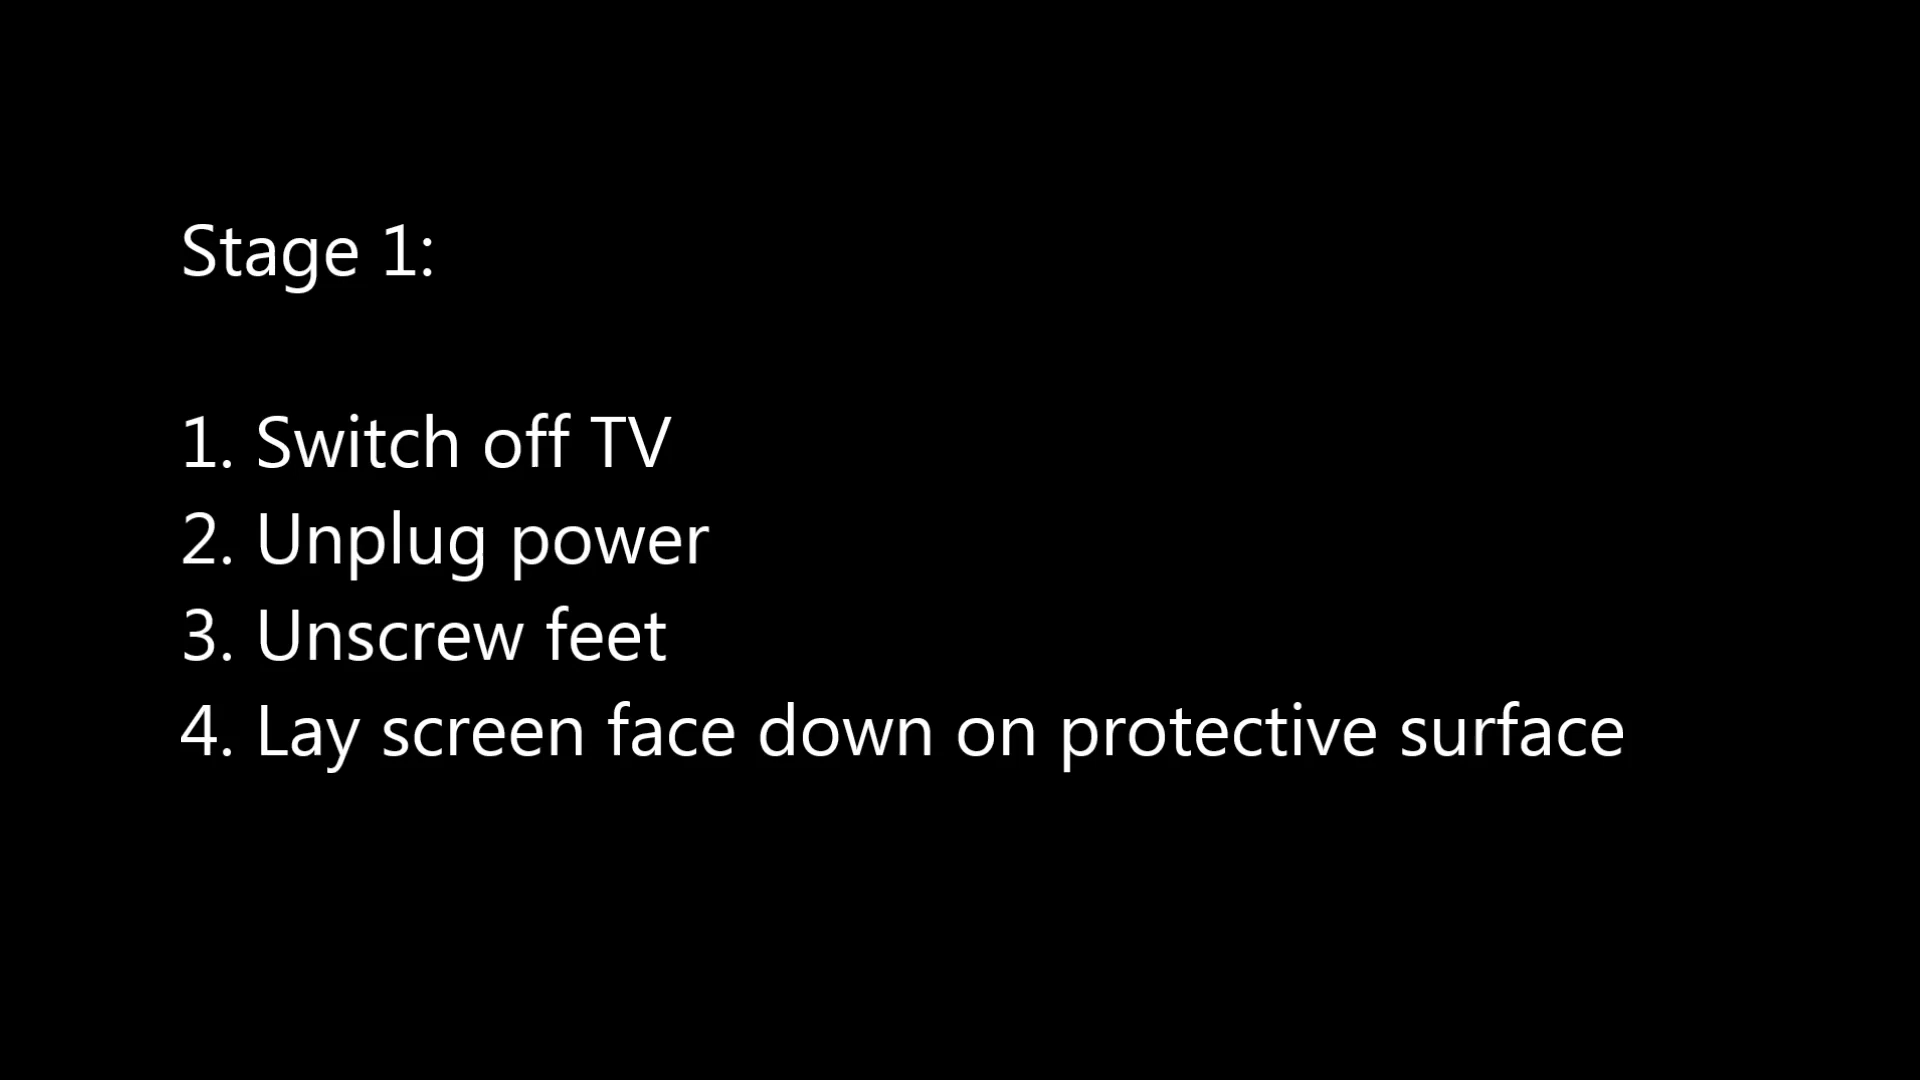 Stage 1:
1. Switch off TV
2. Unplug power
3. Unscrew feet
4. Lay screen face down on protective surface